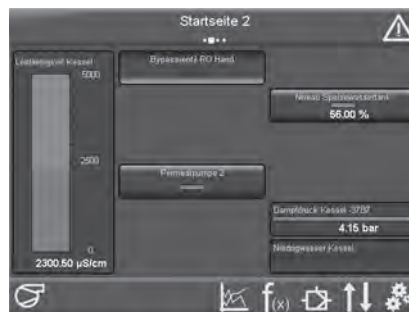 Startseite 2
Leitfähigkeit Kessel
5000
2500
0
2300.50 µS/cm
Bypassventil RO Hand
Permeatpumpe 2
Niveau Speisewassertank
56.00 %
Dampfdruck Kessel -37B7
4.15 bar
Niedrigwasser Kessel
f(x)